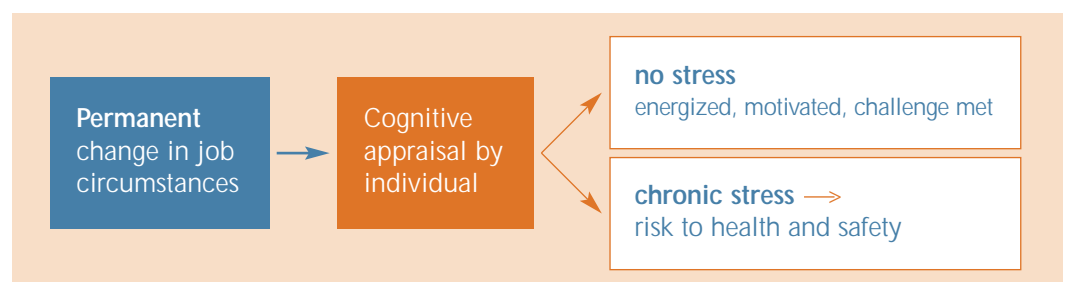 Permanent
change in job
circumstances
Cognitive
appraisal by
individual
no stress
energized, motivated, challenge met
chronic stress →
risk to health and safety